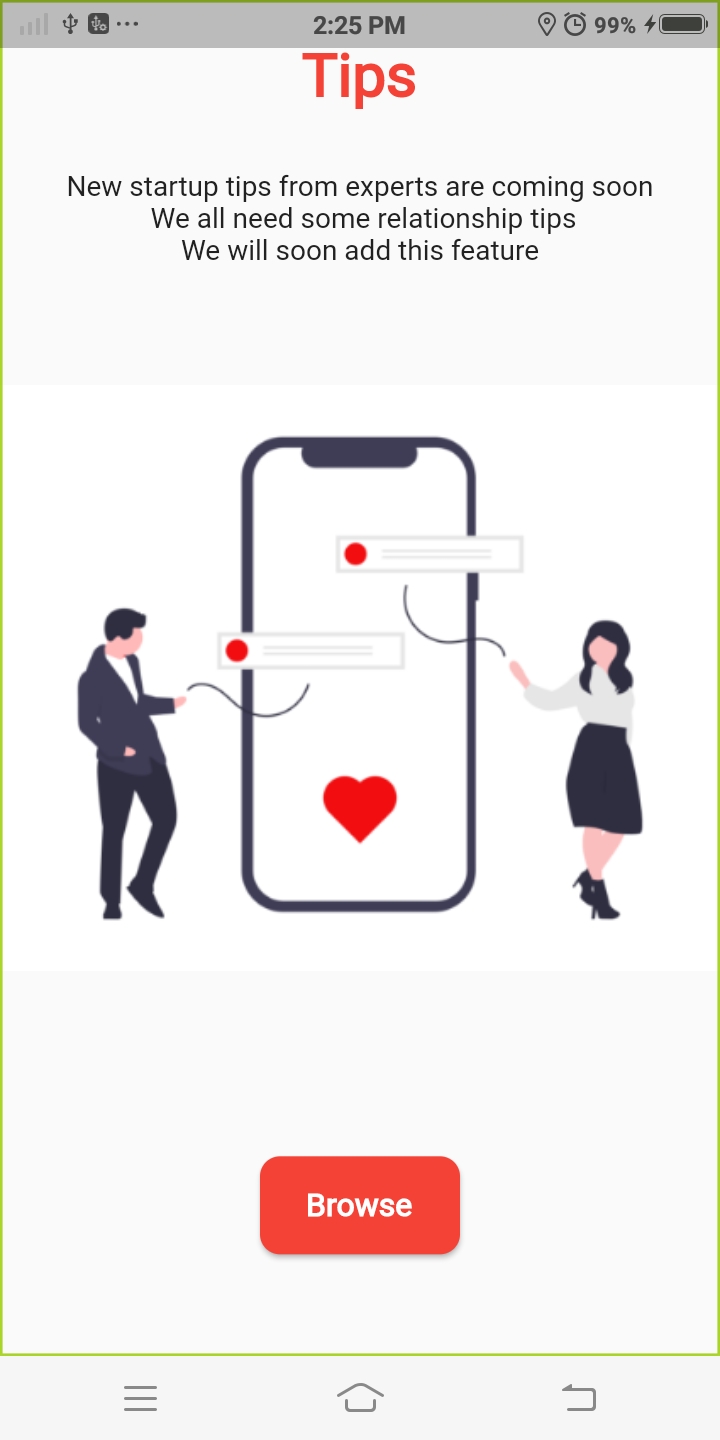 2:25 PM
99%
Tips
New startup tips from experts are coming soon
We all need some relationship tips
We will soon add this feature
Browse